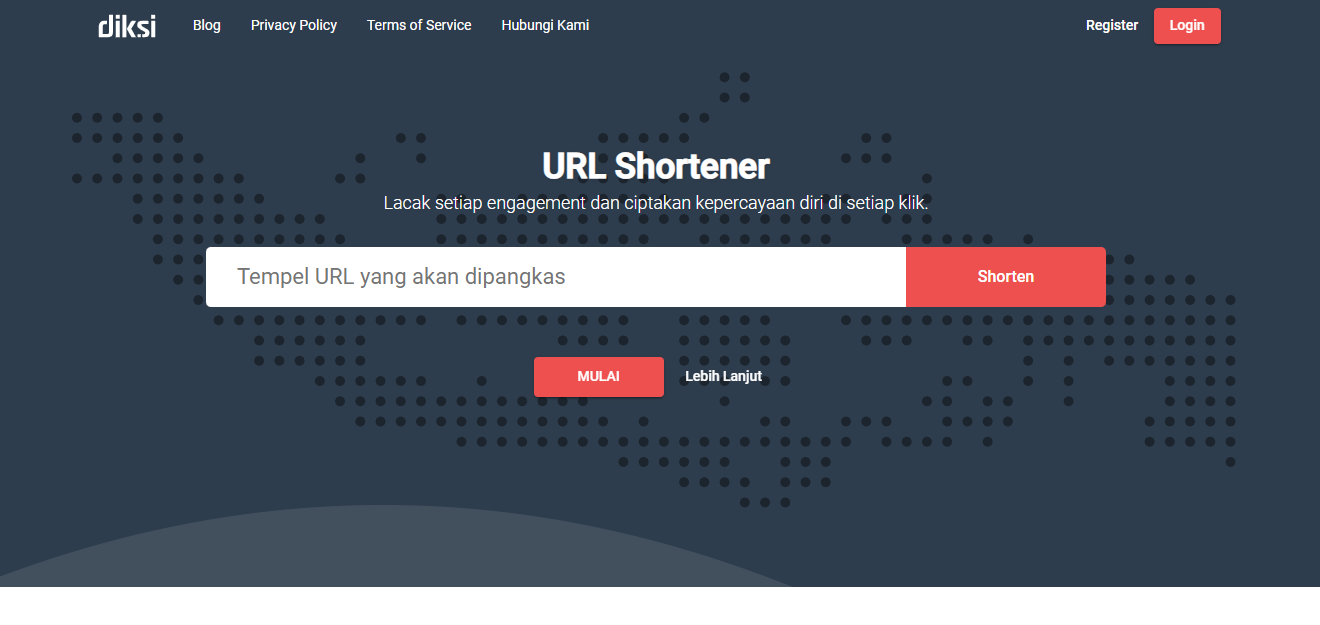 diksi Blog Privacy Policy Terms of Service Hubungi Kami Register Login
URL Shortener
Lacak setiap engagement dan ciptakan kepercayaan diri di setiap klik.
Tempel URL yang akan dipangkas Shorten
MULAI Lebih Lanjut